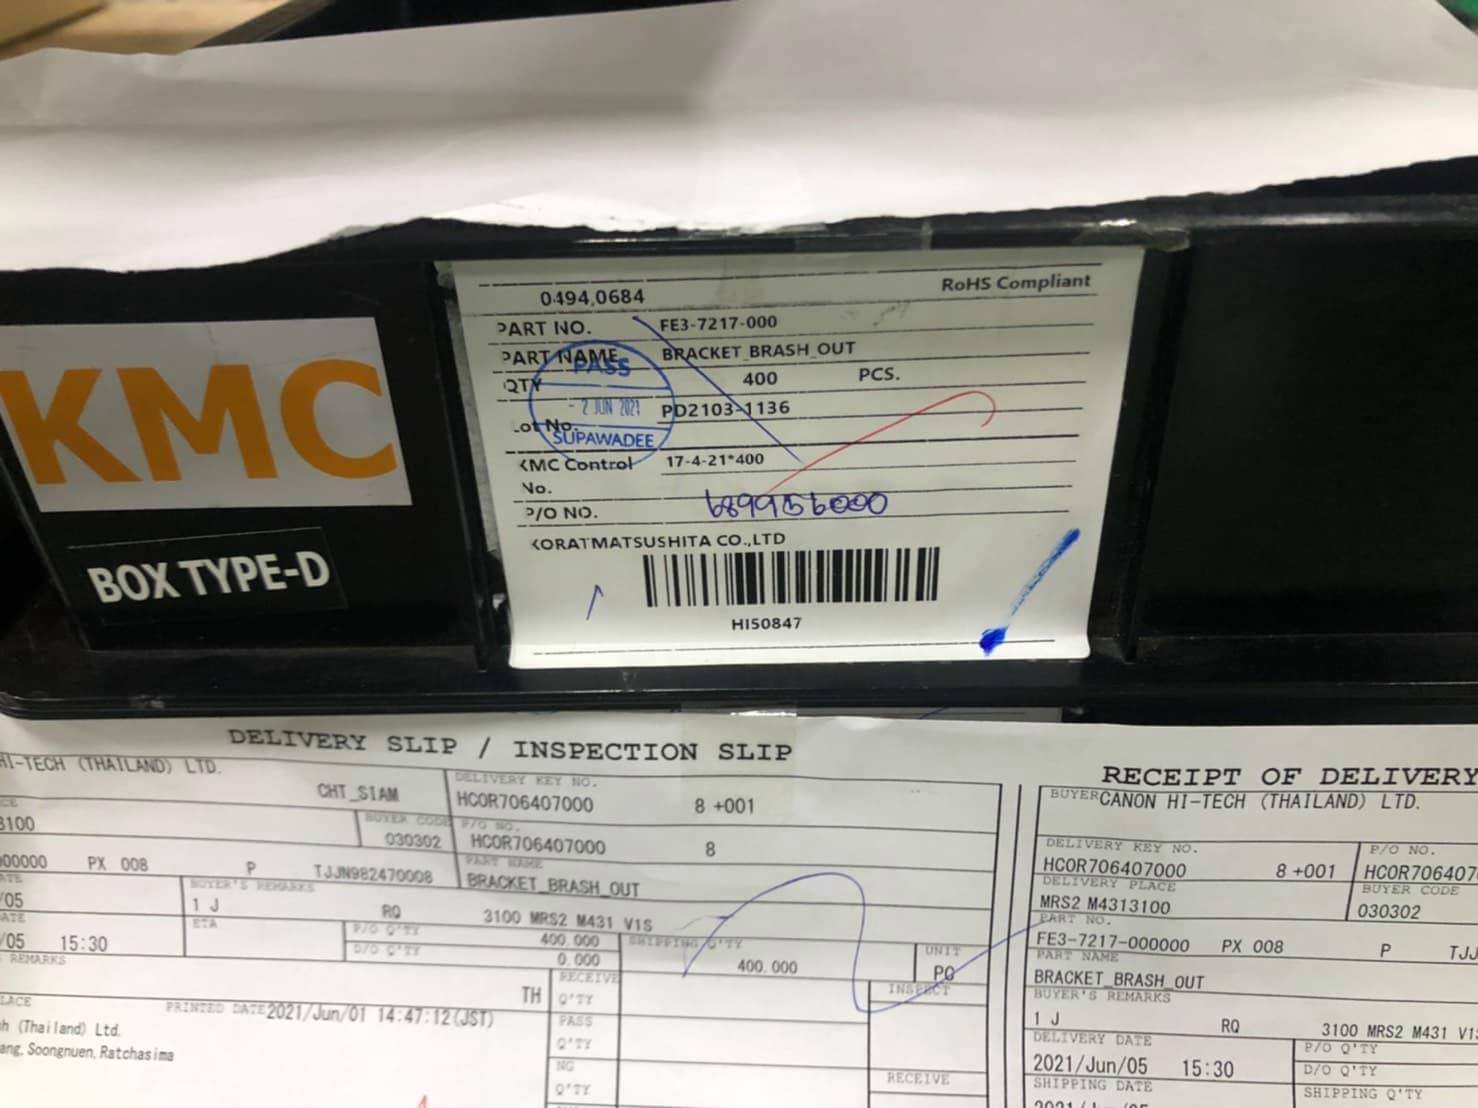 RoHS Compliant
0494,0684
PART NO. FE3-7217-000
PART NAME BRACKET_BRASH_OUT
QTY 400 PCS.
Lot No. PD2103-1136
PASS
- 2 JUN 2021
SUPAWADEE
KMC Control 17-4-21*400
No.
P/O NO. 6899956000
KORATMATSUSHITA CO.,LTD
HI50847
KMC
BOX TYPE-D
DELIVERY SLIP / INSPECTION SLIP
HI-TECH (THAILAND) LTD.
CHT_SIAM
DELIVERY KEY NO.
HCOR706407000 8 +001
3100
BUYER CODE
030302
P/O NO.
HCOR706407000 8
000000 PX 008 P TJJN982470008
PART NAME
BRACKET_BRASH_OUT
/05
BUYER'S REMARKS
1 J RQ 3100 MRS2 M431 V1S
/05 15:30
ETA
P/O Q'TY 400.000
D/O Q'TY 0.000
SHIPPING Q'TY
400.000
UNIT
PC
REMARKS
TH
RECEIVE
Q'TY
INSPECT
PRINTED DATE 2021/Jun/01 14:47:12(JST)
PASS
Q'TY
(Thailand) Ltd.
Soongnuen, Ratchasima
NG
Q'TY
RECEIVE
RECEIPT OF DELIVERY
BUYER CANON HI-TECH (THAILAND) LTD.
DELIVERY KEY NO.
HCOR706407000 8 +001
P/O NO.
HCOR706407
DELIVERY PLACE
MRS2 M4313100
BUYER CODE
030302
PART NO.
FE3-7217-000000 PX 008 P TJJ
PART NAME
BRACKET_BRASH_OUT
BUYER'S REMARKS
1 J RQ 3100 MRS2 M431 V1S
DELIVERY DATE
2021/Jun/05 15:30
P/O Q'TY
D/O Q'TY
SHIPPING DATE
SHIPPING Q'TY